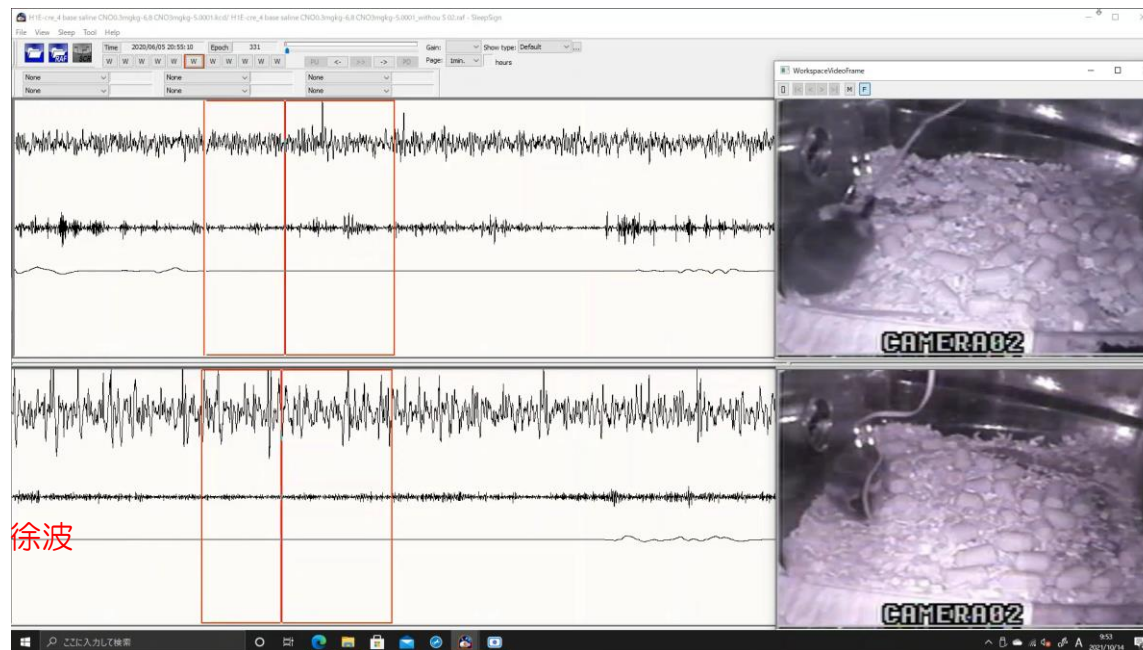 H1E-cre_4 base saline CNO0.3mgkg-6,8 CNO3mgkg-5.0001.kcd/ H1E-cre_4 base saline CNO0.3mgkg-6,8 CNO3mgkg-5.0001_withou S 02.raf - SleepSign
File View Sleep Tool Help
RAF
Time 2020/06/05 20:55:10 Epoch 331
Gain: Show type: Default ...
W W W W W W W W W W W
<- >> ->
Page: 1min. hours
None None None
None None None
WorkspaceVideoFrame
M F
CAMERA02
徐波
CAMERA02
ここに入力して検索
A
9:53
2021/10/14